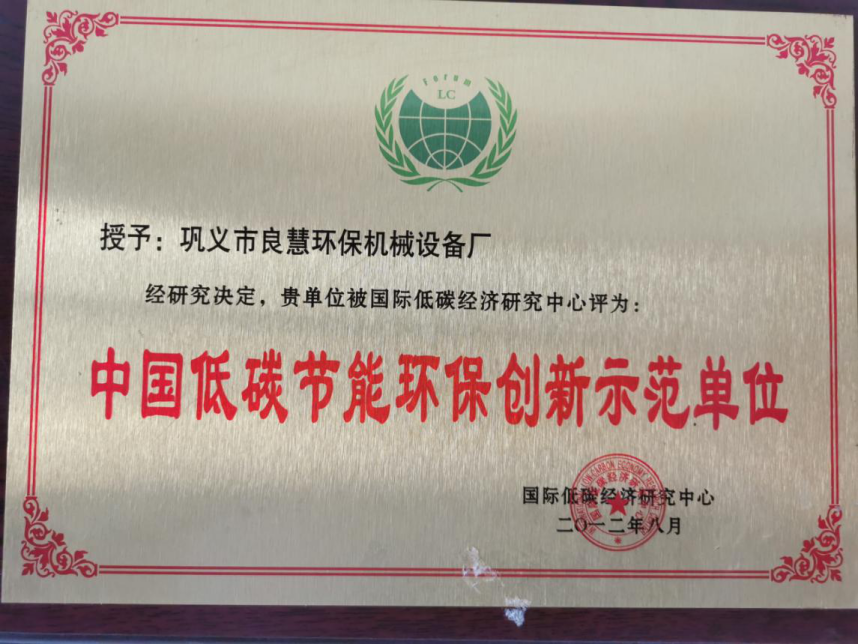 Forum
LC
授予：巩义市良慧环保机械设备厂
经研究决定，贵单位被国际低碳经济研究中心评为：
中国低碳节能环保创新示范单位
国际低碳经济研究中心
二〇一二年八月